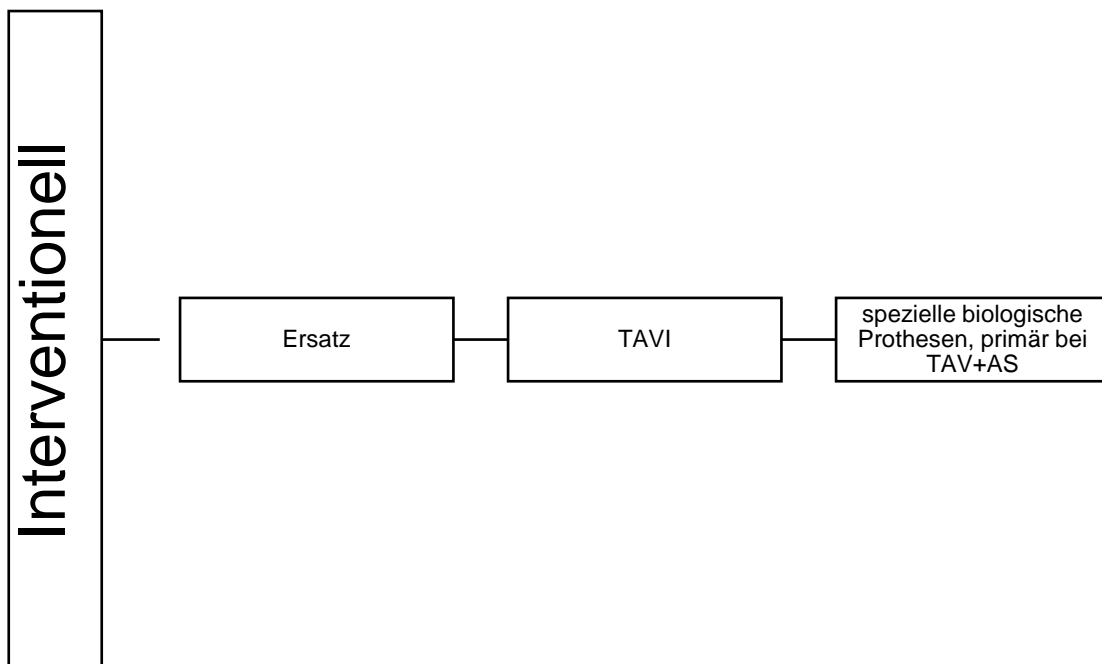 Interventionell
Ersatz
TAVI
spezielle biologische
Prothesen, primär bei
TAV+AS